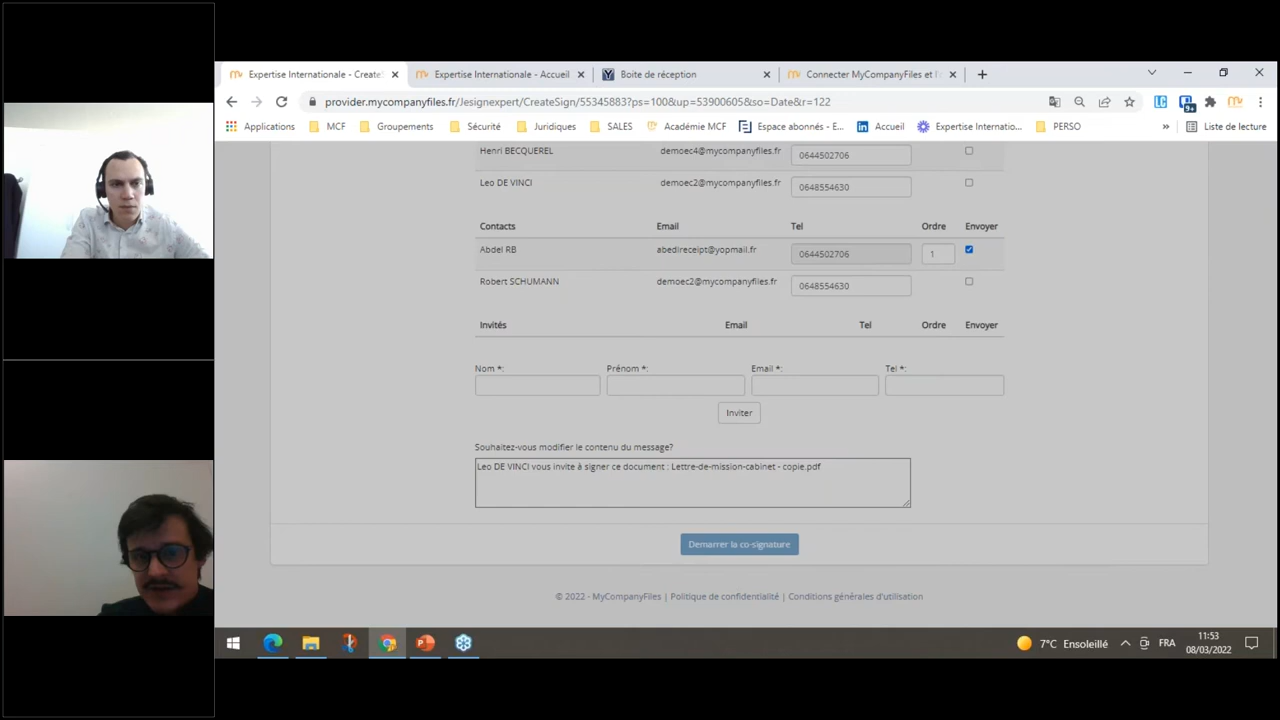 Expertise Internationale - Create
Expertise Internationale - Accueil
Boite de réception
Connecter MyCompanyFiles et l'
provider.mycompanyfiles.fr/Jesignexpert/CreateSign/55345883?ps=100&up=53900605&so=Date&r=122
9+
Applications MCF Groupements Sécurité Juridiques SALES Académie MCF Espace abonnés - E... Accueil Expertise Internatio... PERSO » Liste de lecture
Henri BECQUEREL demoec4@mycompanyfiles.fr 0644502706
Leo DE VINCI demoec2@mycompanyfiles.fr 0648554630
Contacts Email Tel Ordre Envoyer
Abdel RB abedlreceipt@yopmail.fr 0644502706 1
Robert SCHUMANN demoec2@mycompanyfiles.fr 0648554630
Invités Email Tel Ordre Envoyer
Nom *: Prénom *: Email *: Tel *:
Inviter
Souhaitez-vous modifier le contenu du message?
Leo DE VINCI vous invite à signer ce document : Lettre-de-mission-cabinet - copie.pdf
Demarrer la co-signature
© 2022 - MyCompanyFiles | Politique de confidentialité | Conditions générales d'utilisation
7°C Ensoleillé FRA 11:53
08/03/2022